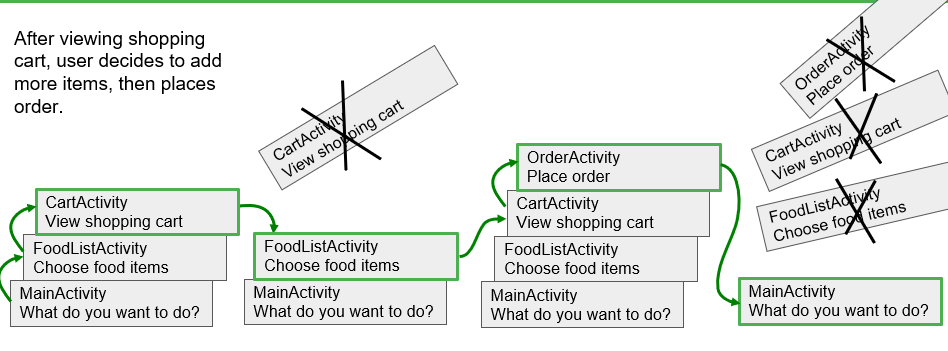 After viewing shopping
cart, user decides to add
more items, then places
order.
CartActivity
View shopping cart
FoodListActivity
Choose food items
MainActivity
What do you want to do?
CartActivity
View shopping cart
FoodListActivity
Choose food items
MainActivity
What do you want to do?
OrderActivity
Place order
CartActivity
View shopping cart
FoodListActivity
Choose food items
MainActivity
What do you want to do?
OrderActivity
Place order
CartActivity
View shopping cart
FoodListActivity
Choose food items
MainActivity
What do you want to do?